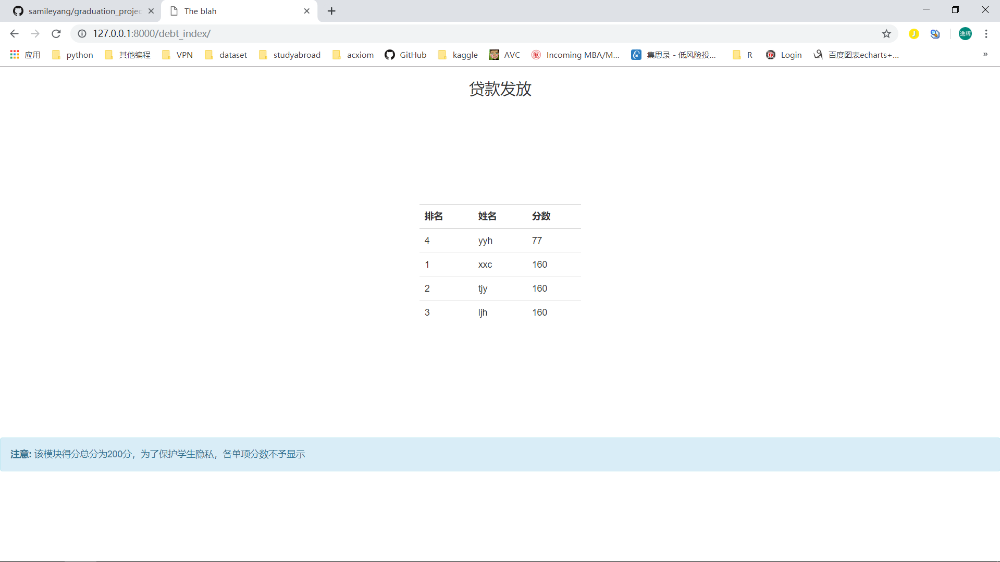 samileyang/graduation_projec
The blah
127.0.0.1:8000/debt_index/
逸辉
应用 python 其他编程 VPN dataset studyabroad acxiom GitHub kaggle AVC Incoming MBA/M... 集思录 - 低风险投... R Login 百度图表echarts+... »
贷款发放
排名 姓名 分数
4 yyh 77
1 xxc 160
2 tjy 160
3 ljh 160
注意: 该模块得分总分为200分，为了保护学生隐私，各单项分数不予显示